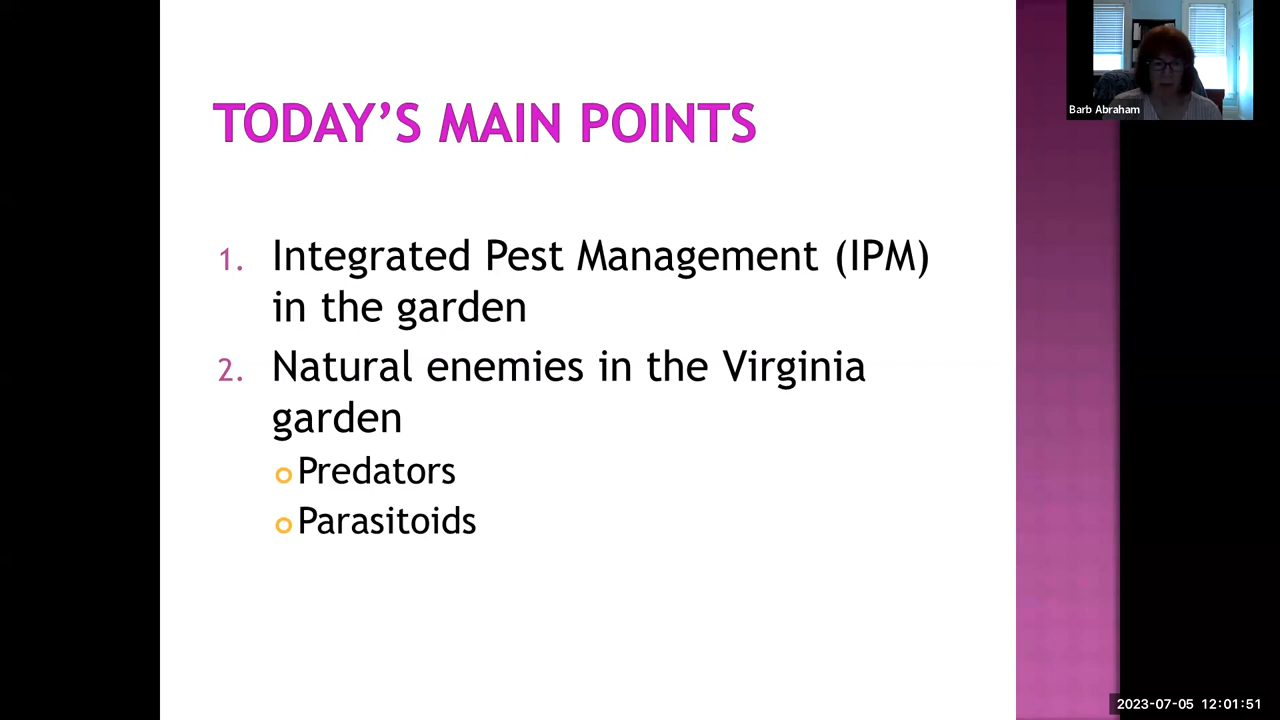 TODAY'S MAIN POINTS
1. Integrated Pest Management (IPM)
in the garden
2. Natural enemies in the Virginia
garden
Predators
Parasitoids
Barb Abraham
2023-07-05 12:01:51